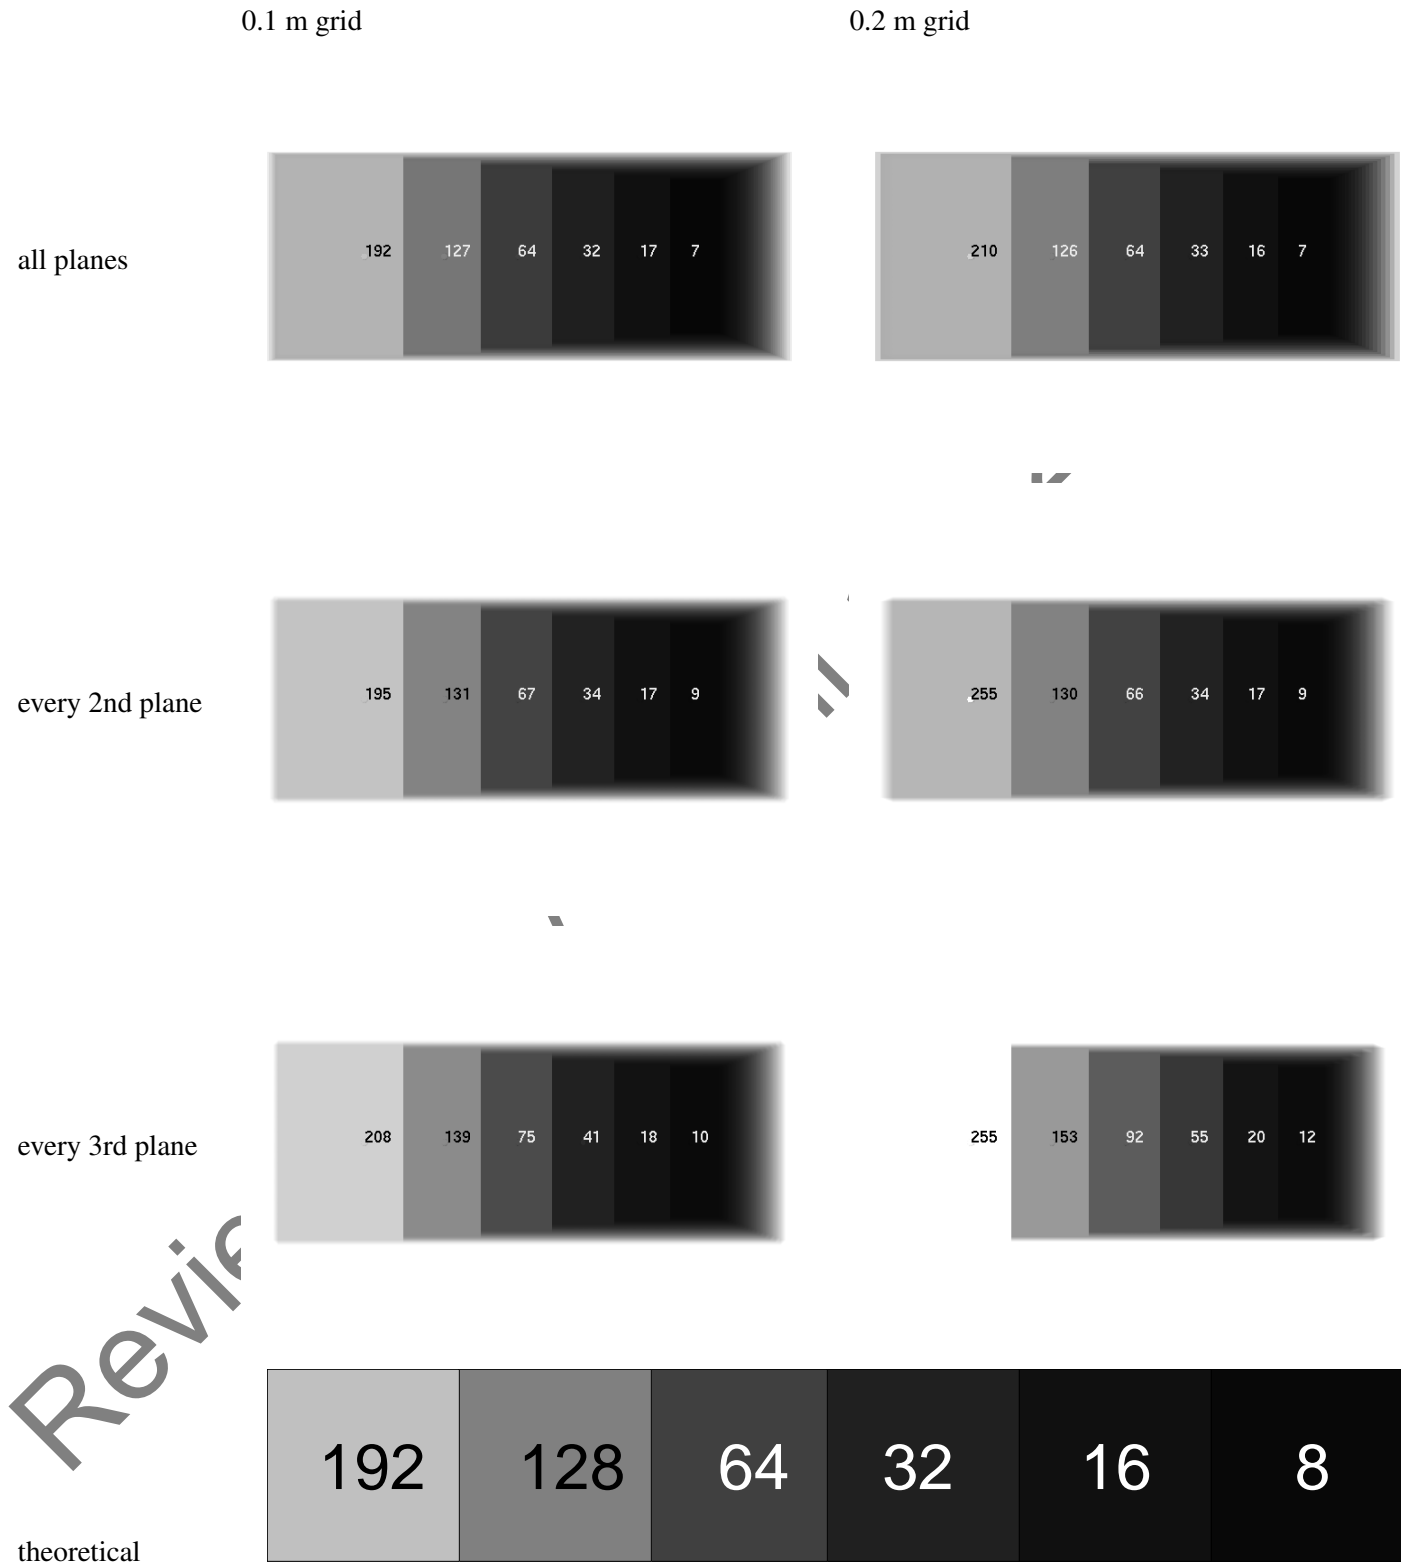 0.1 m grid 0.2 m grid
all planes 192 127 64 32 17 7 210 126 64 33 16 7
every 2nd plane 195 131 67 34 17 9 255 130 66 34 17 9
every 3rd plane 208 139 75 41 18 10 255 153 92 55 20 12
Revie
192 128 64 32 16 8
theoretical